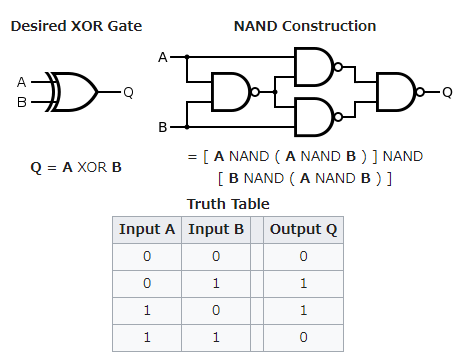 Desired XOR Gate
NAND Construction
A
B
Q
A
B
Q
Q = A XOR B
= [ A NAND ( A NAND B ) ] NAND
[ B NAND ( A NAND B ) ]
Truth Table
Input A Input B Output Q
0 0 0
0 1 1
1 0 1
1 1 0